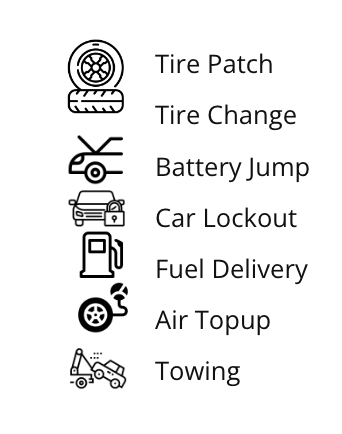 Tire Patch
Tire Change
Battery Jump
Car Lockout
Fuel Delivery
Air Topup
Towing